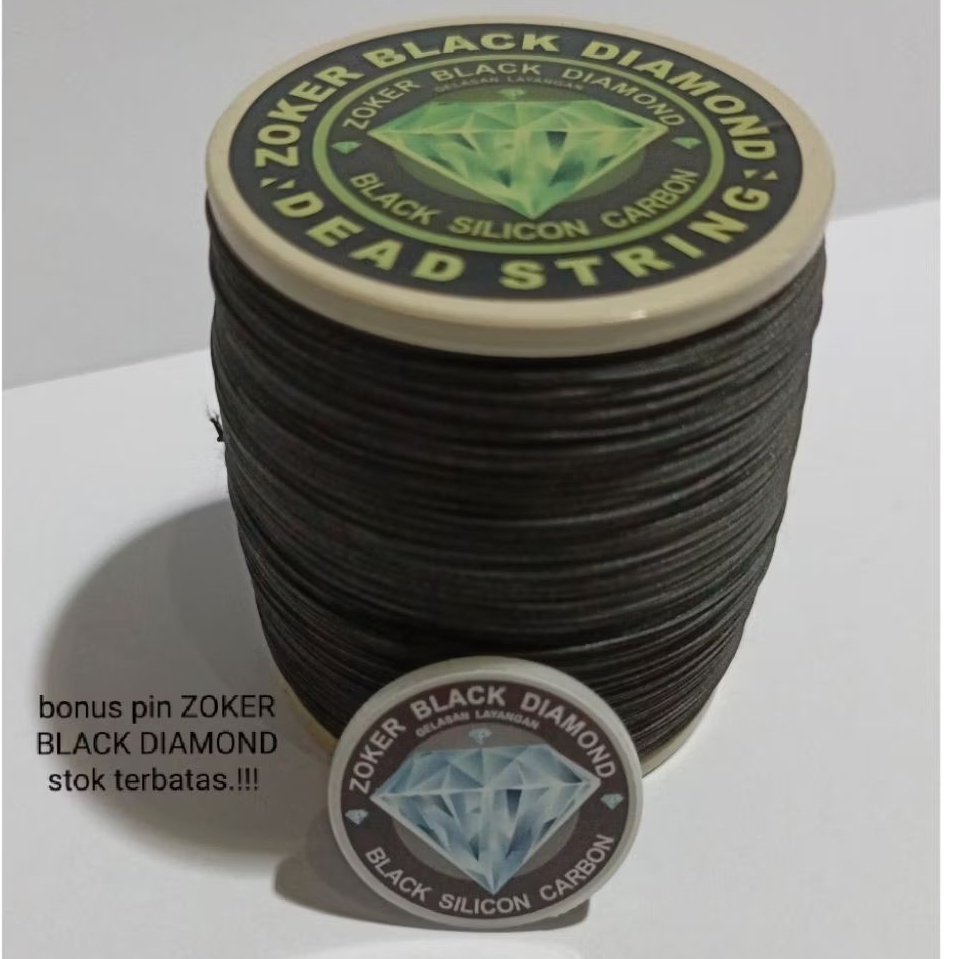 ZOKER BLACK DIAMOND
ZOKER BLACK DIAMOND
GELASAN LAYANGAN
BLACK SILICON CARBON
DEAD STRING
bonus pin ZOKER
BLACK DIAMOND
stok terbatas.!!!
ZOKER BLACK DIAMOND
GELASAN LAYANGAN
BLACK SILICON CARBON